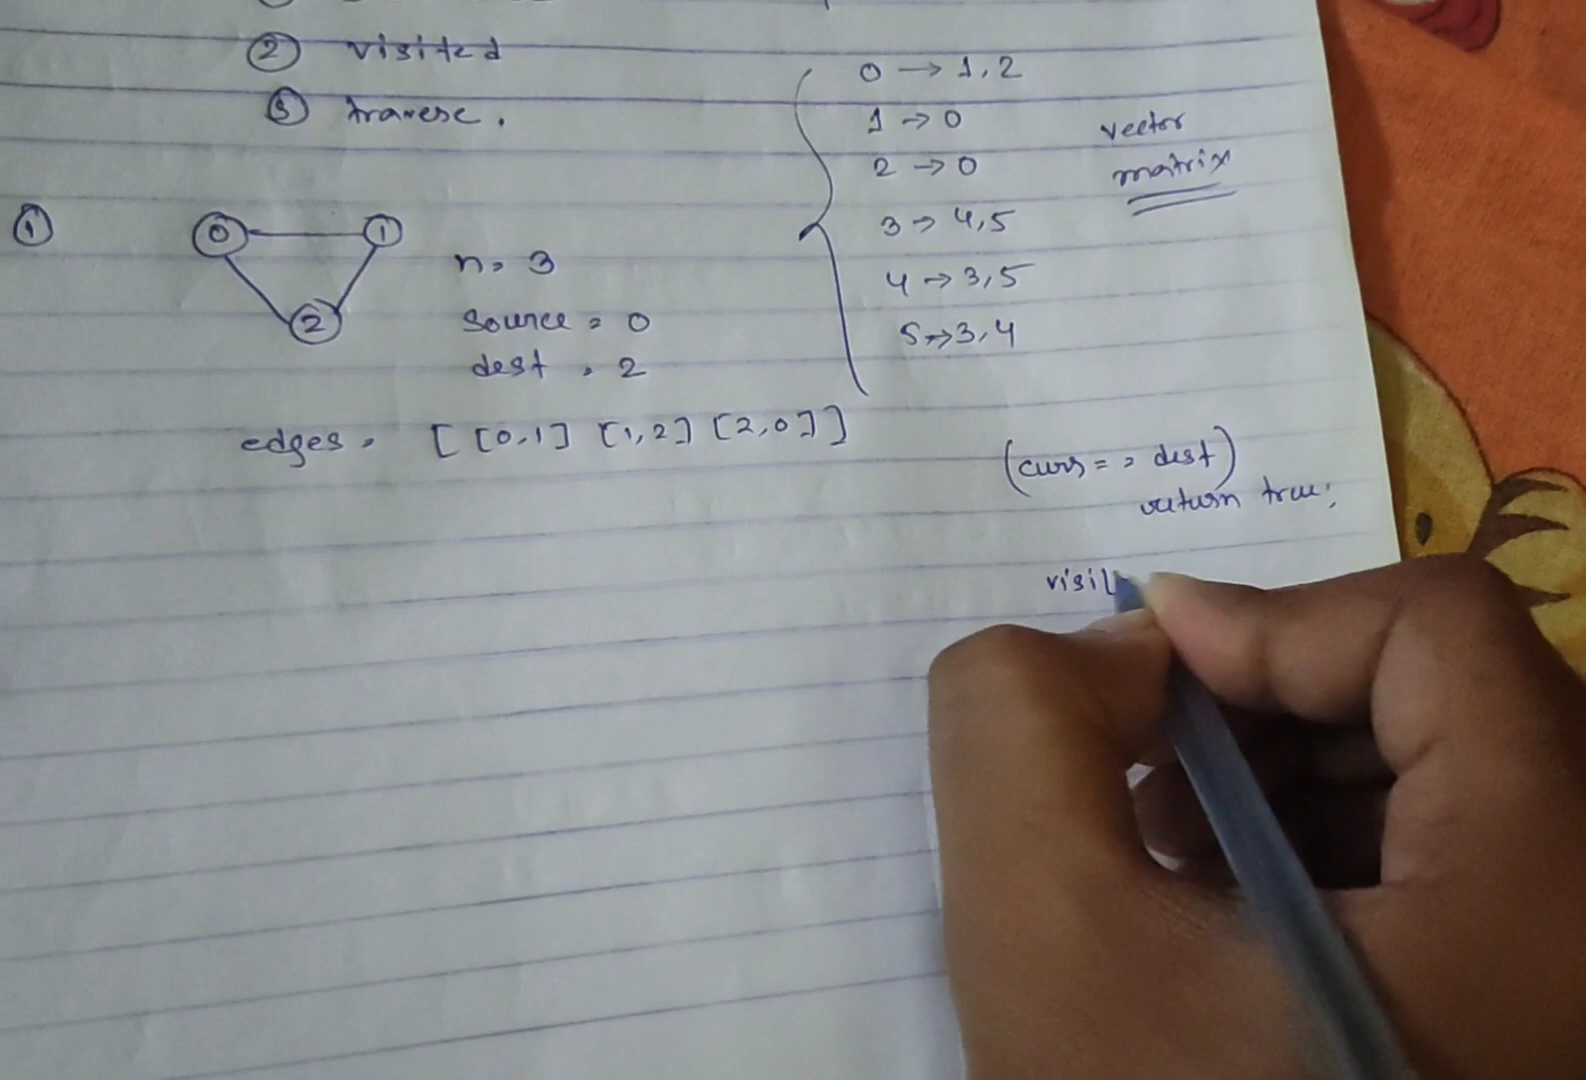 ② visited
③ traverse.
①
0 1
2
n = 3
source = 0
dest = 2
edges = [[0,1] [1,2] [2,0]]
0 → 1,2
1 → 0
2 → 0
3 → 4,5
4 → 3,5
5 → 3,4
vector
matrix
(curr == dest)
return true;
visit